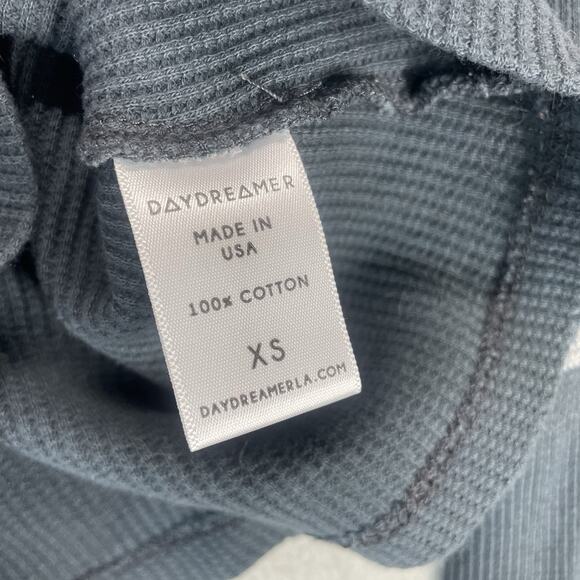 DAYDREAMER
MADE IN
USA
100% COTTON
XS
DAYDREAMERLA.COM